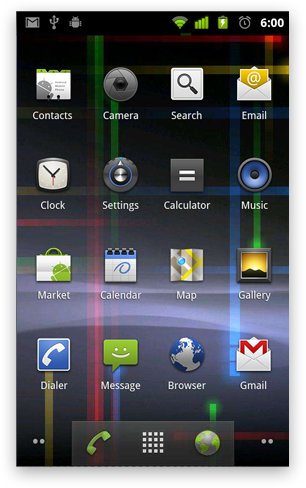 6:00
Contacts Camera Search Email
Clock Settings Calculator Music
Market Calendar Map Gallery
Dialer Message Browser Gmail